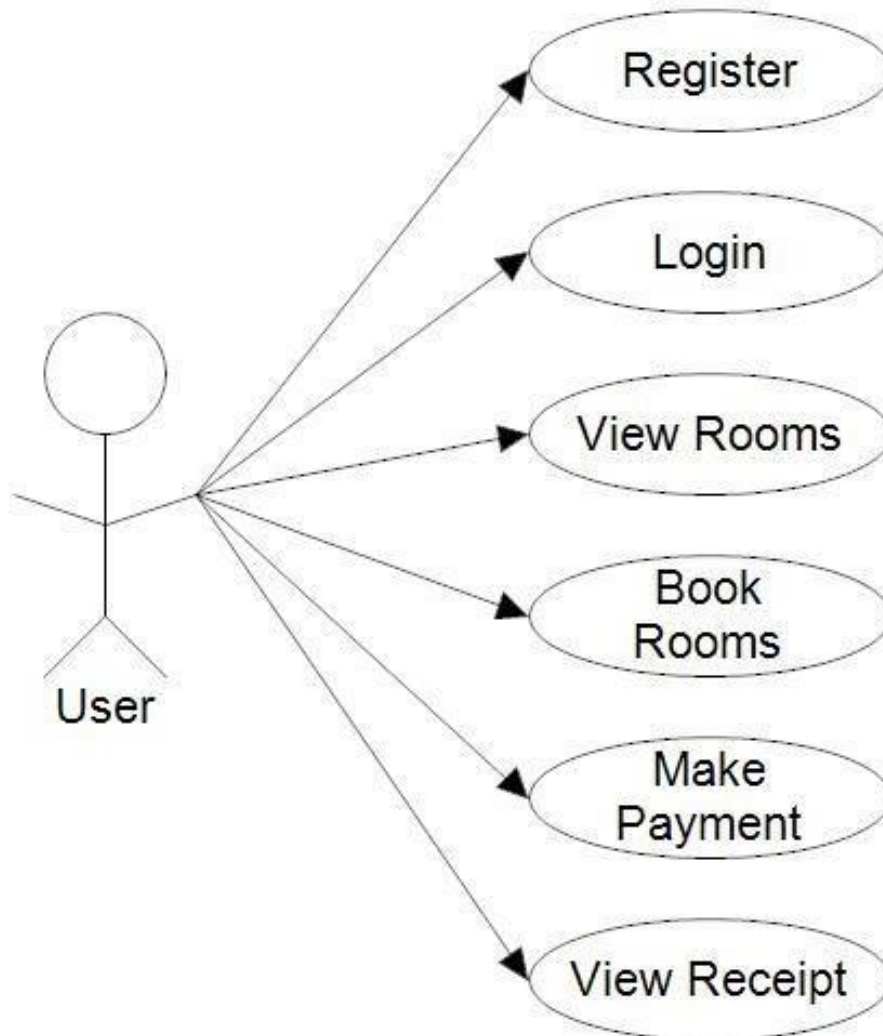 Register
Login
View Rooms
Book
Rooms
User
Make
Payment
View Receipt